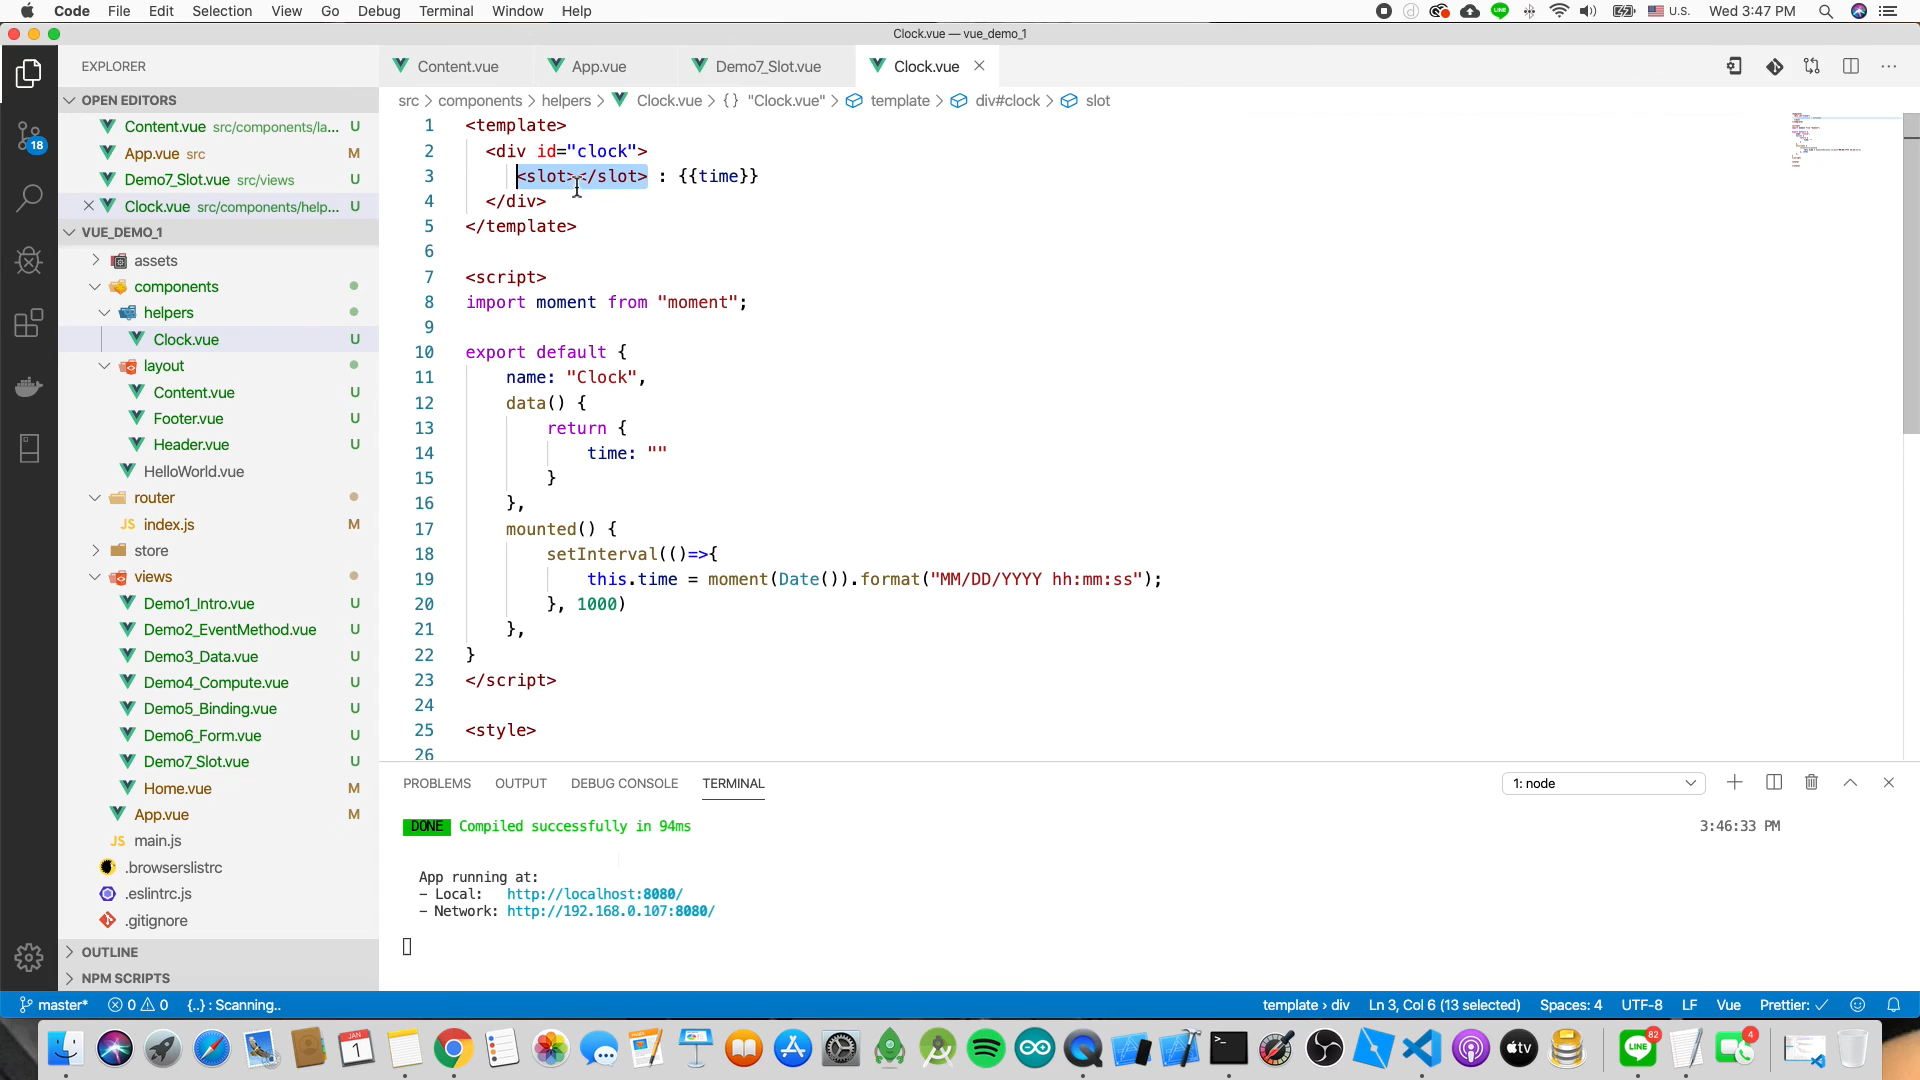 Code File Edit Selection View Go Debug Terminal Window Help
U.S. Wed 3:47 PM
Clock.vue — vue_demo_1
EXPLORER
Content.vue App.vue Demo7_Slot.vue Clock.vue
OPEN EDITORS
src > components > helpers > Clock.vue > {} "Clock.vue" > template > div#clock > slot
Content.vue src/components/la... U
App.vue src M
Demo7_Slot.vue src/views U
Clock.vue src/components/help... U
VUE_DEMO_1
assets
components
helpers
Clock.vue U
layout
Content.vue U
Footer.vue U
Header.vue U
HelloWorld.vue
router
JS index.js M
store
views
Demo1_Intro.vue U
Demo2_EventMethod.vue U
Demo3_Data.vue U
Demo4_Compute.vue U
Demo5_Binding.vue U
Demo6_Form.vue U
Demo7_Slot.vue U
Home.vue M
App.vue M
JS main.js
.browserslistrc
.eslintrc.js
.gitignore
OUTLINE
NPM SCRIPTS
18
1 <template>
2 <div id="clock">
3 <slot></slot> : {{time}}
4 </div>
5 </template>
6
7 <script>
8 import moment from "moment";
9
10 export default {
11 name: "Clock",
12 data() {
13 return {
14 time: ""
15 }
16 },
17 mounted() {
18 setInterval(()=>{
19 this.time = moment(Date()).format("MM/DD/YYYY hh:mm:ss");
20 }, 1000)
21 },
22 }
23 </script>
24
25 <style>
26
PROBLEMS OUTPUT DEBUG CONSOLE TERMINAL
1: node
DONE Compiled successfully in 94ms 3:46:33 PM
App running at:
- Local: http://localhost:8080/
- Network: http://192.168.0.107:8080/
master* 0 0 {..} : Scanning..
template › div Ln 3, Col 6 (13 selected) Spaces: 4 UTF-8 LF Vue Prettier: ✓
JAN
1
tv
LINE
82
4